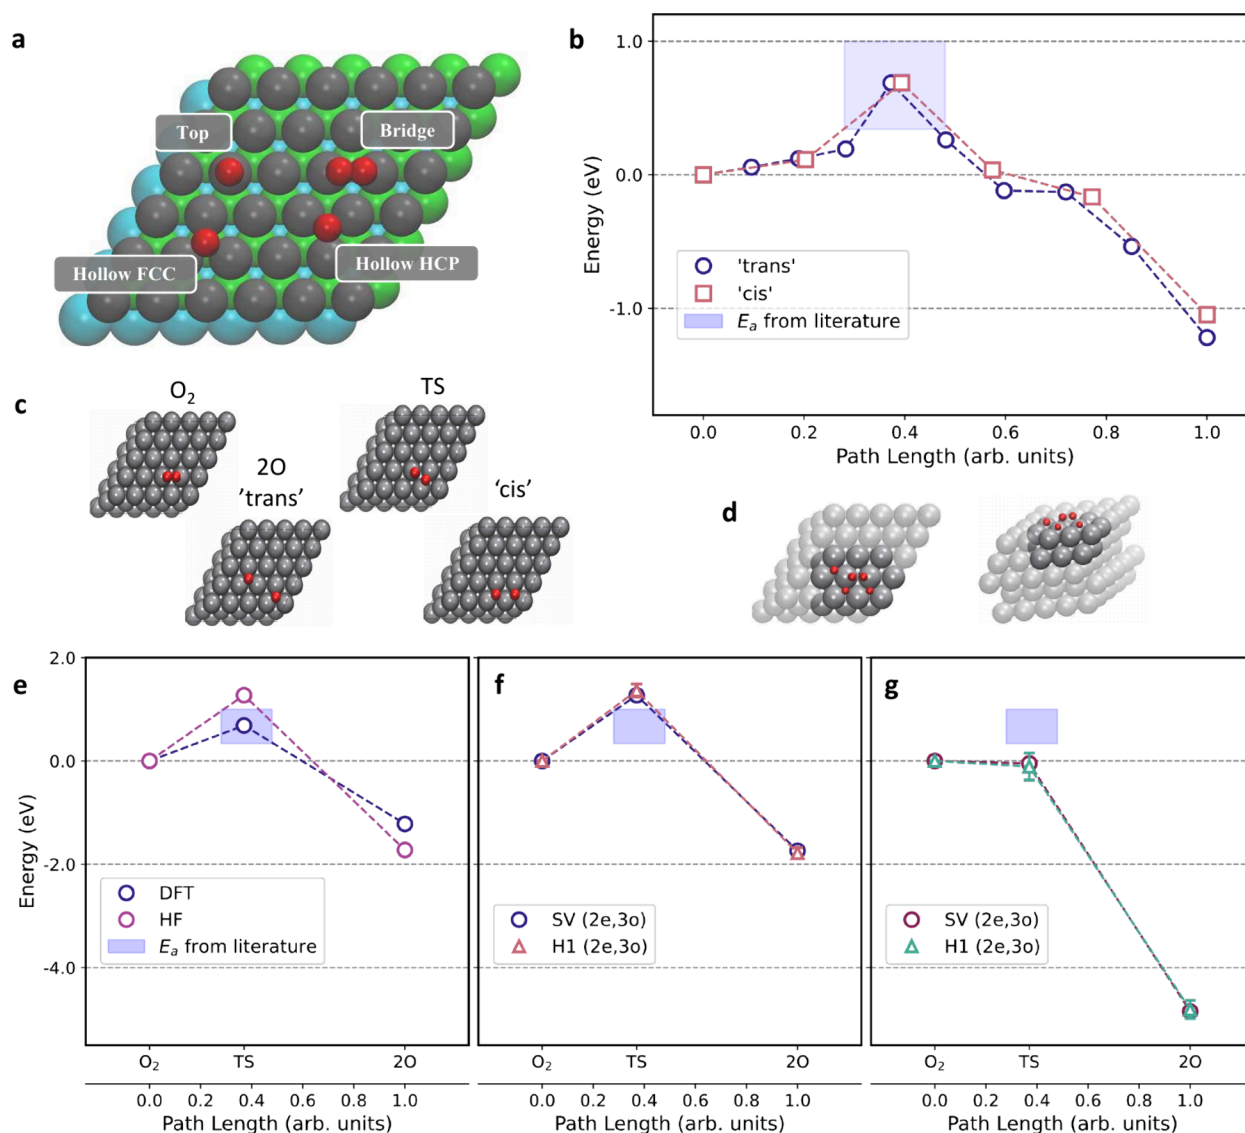 a
Top
Bridge
Hollow FCC
Hollow HCP
b
1.0
0.0
-1.0
Energy (eV)
'trans'
'cis'
Ea from literature
0.0 0.2 0.4 0.6 0.8 1.0
Path Length (arb. units)
c
O2
TS
2O
'trans'
'cis'
d
e
2.0
0.0
-2.0
-4.0
Energy (eV)
DFT
HF
Ea from literature
O2 TS 2O
0.0 0.2 0.4 0.6 0.8 1.0
Path Length (arb. units)
f
SV (2e,3o)
H1 (2e,3o)
O2 TS 2O
0.0 0.2 0.4 0.6 0.8 1.0
Path Length (arb. units)
g
SV (2e,3o)
H1 (2e,3o)
O2 TS 2O
0.0 0.2 0.4 0.6 0.8 1.0
Path Length (arb. units)